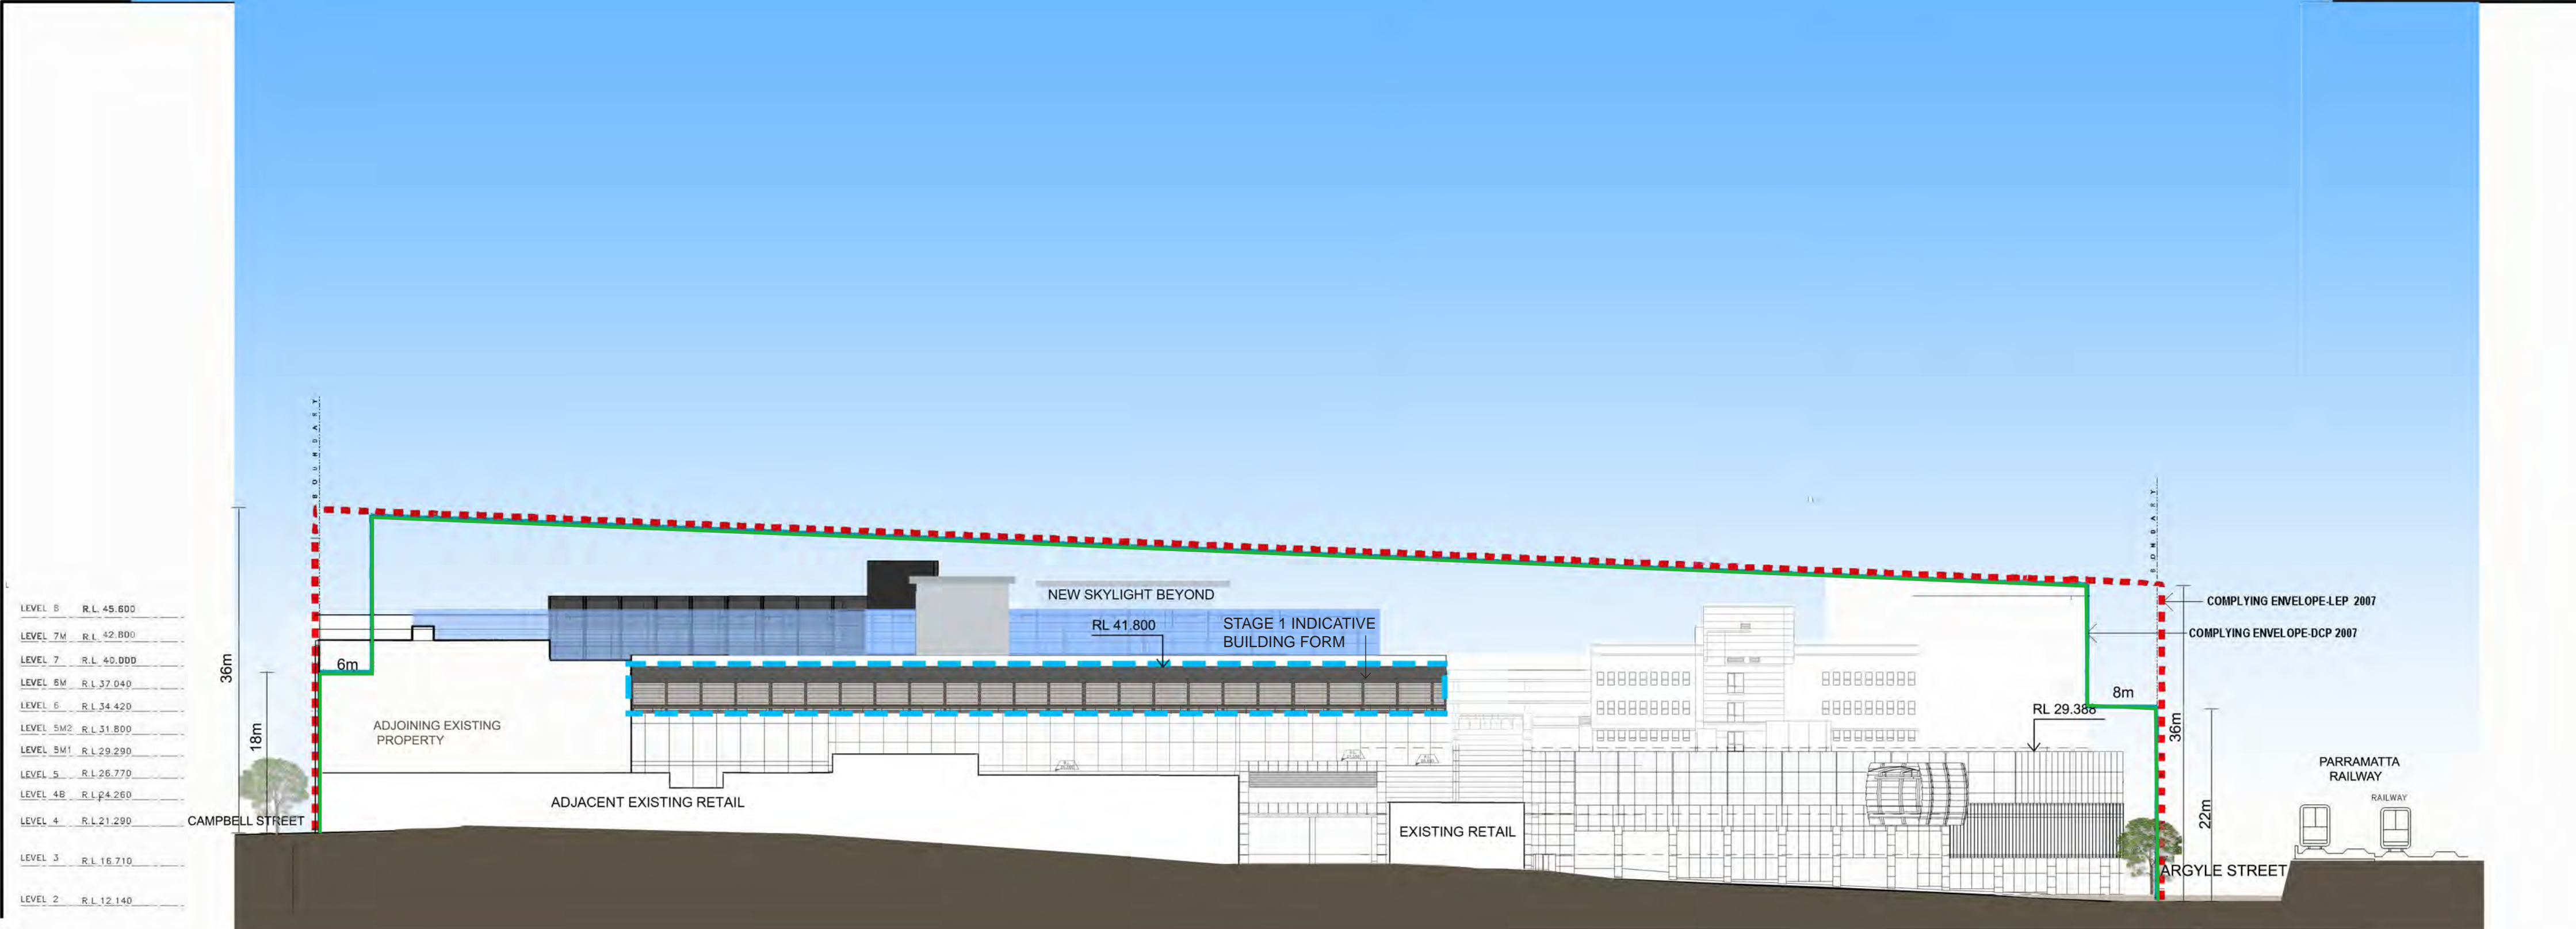 BOUNDARY
BOUNDARY
NEW SKYLIGHT BEYOND
COMPLYING ENVELOPE-LEP 2007
LEVEL 8 R.L. 45.600
RL 41.800
STAGE 1 INDICATIVE
BUILDING FORM
COMPLYING ENVELOPE-DCP 2007
LEVEL 7M R.L. 42.800
LEVEL 7 R.L. 40.000
36m
6m
LEVEL 6M R.L. 37.040
8m
LEVEL 6 R.L. 34.420
RL 29.388
ADJOINING EXISTING
PROPERTY
LEVEL 5M2 R.L. 31.800
18m
36m
LEVEL 5M1 R.L. 29.290
PARRAMATTA
RAILWAY
LEVEL 5 R.L. 26.770
RAILWAY
LEVEL 4B R.L. 24.260
ADJACENT EXISTING RETAIL
22m
LEVEL 4 R.L. 21.290
CAMPBELL STREET
EXISTING RETAIL
LEVEL 3 R.L. 16.710
ARGYLE STREET
LEVEL 2 R.L. 12.140